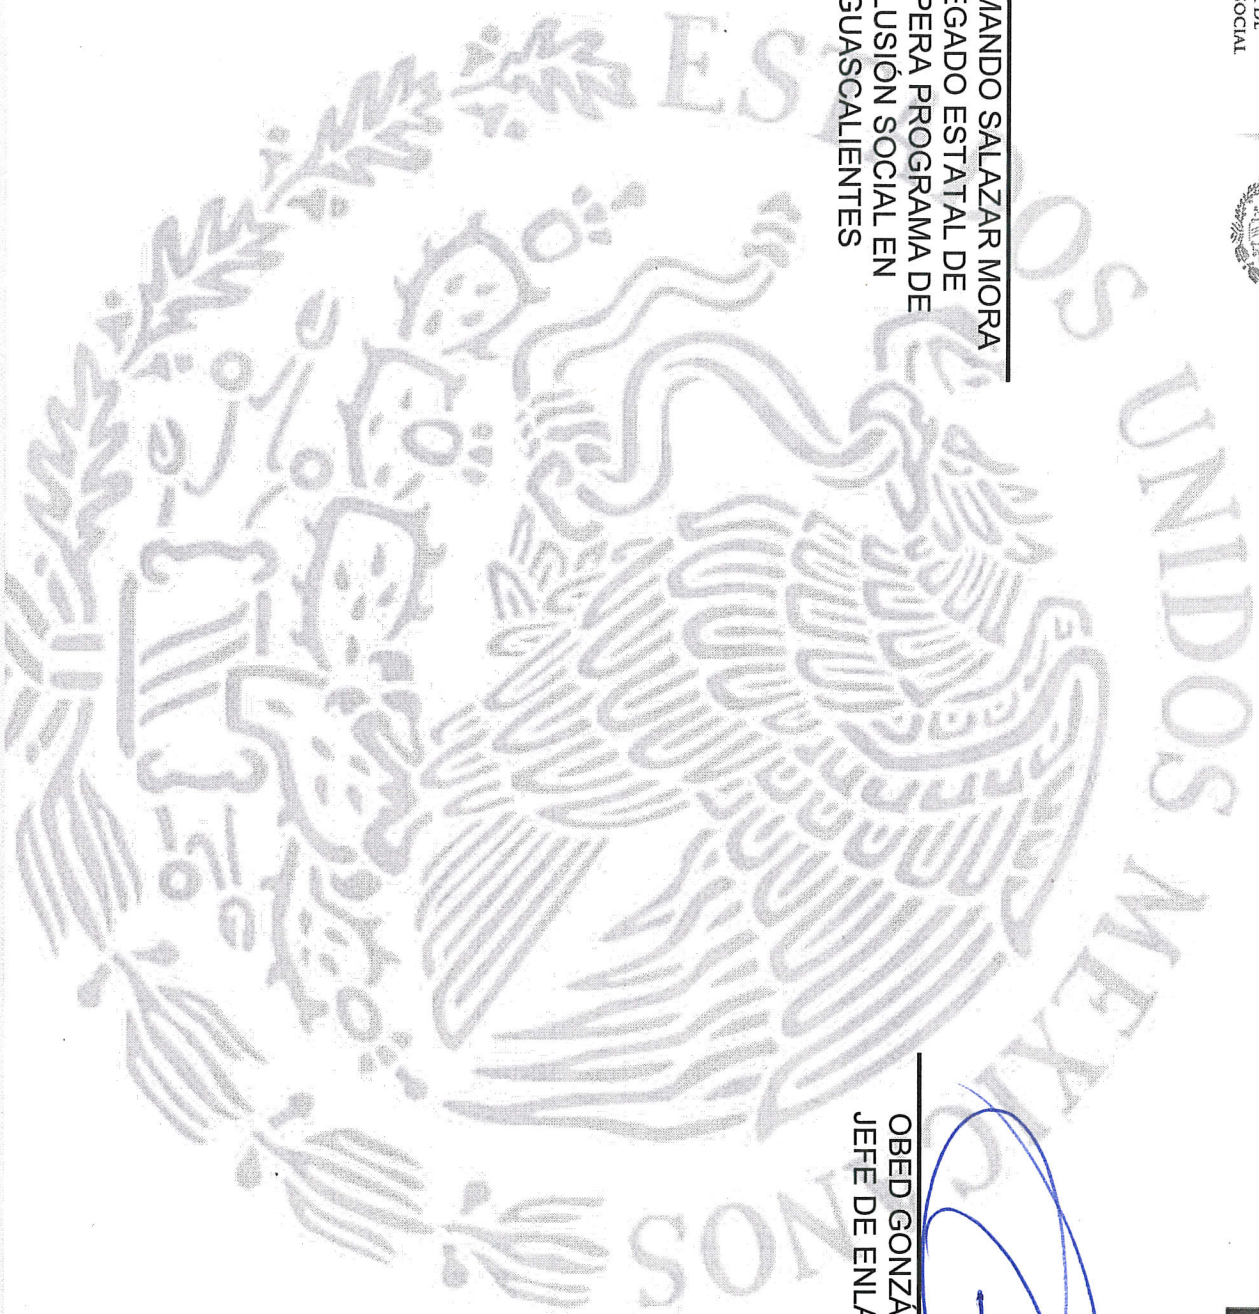 SOCIAL
MANDO SALAZAR MORA
EGADO ESTATAL DE
PERA PROGRAMA DE
LUSIÓN SOCIAL EN
GUASCALIENTES
OBED GONZÁ
JEFE DE ENLA
ESTADOS UNIDOS MEXICANOS